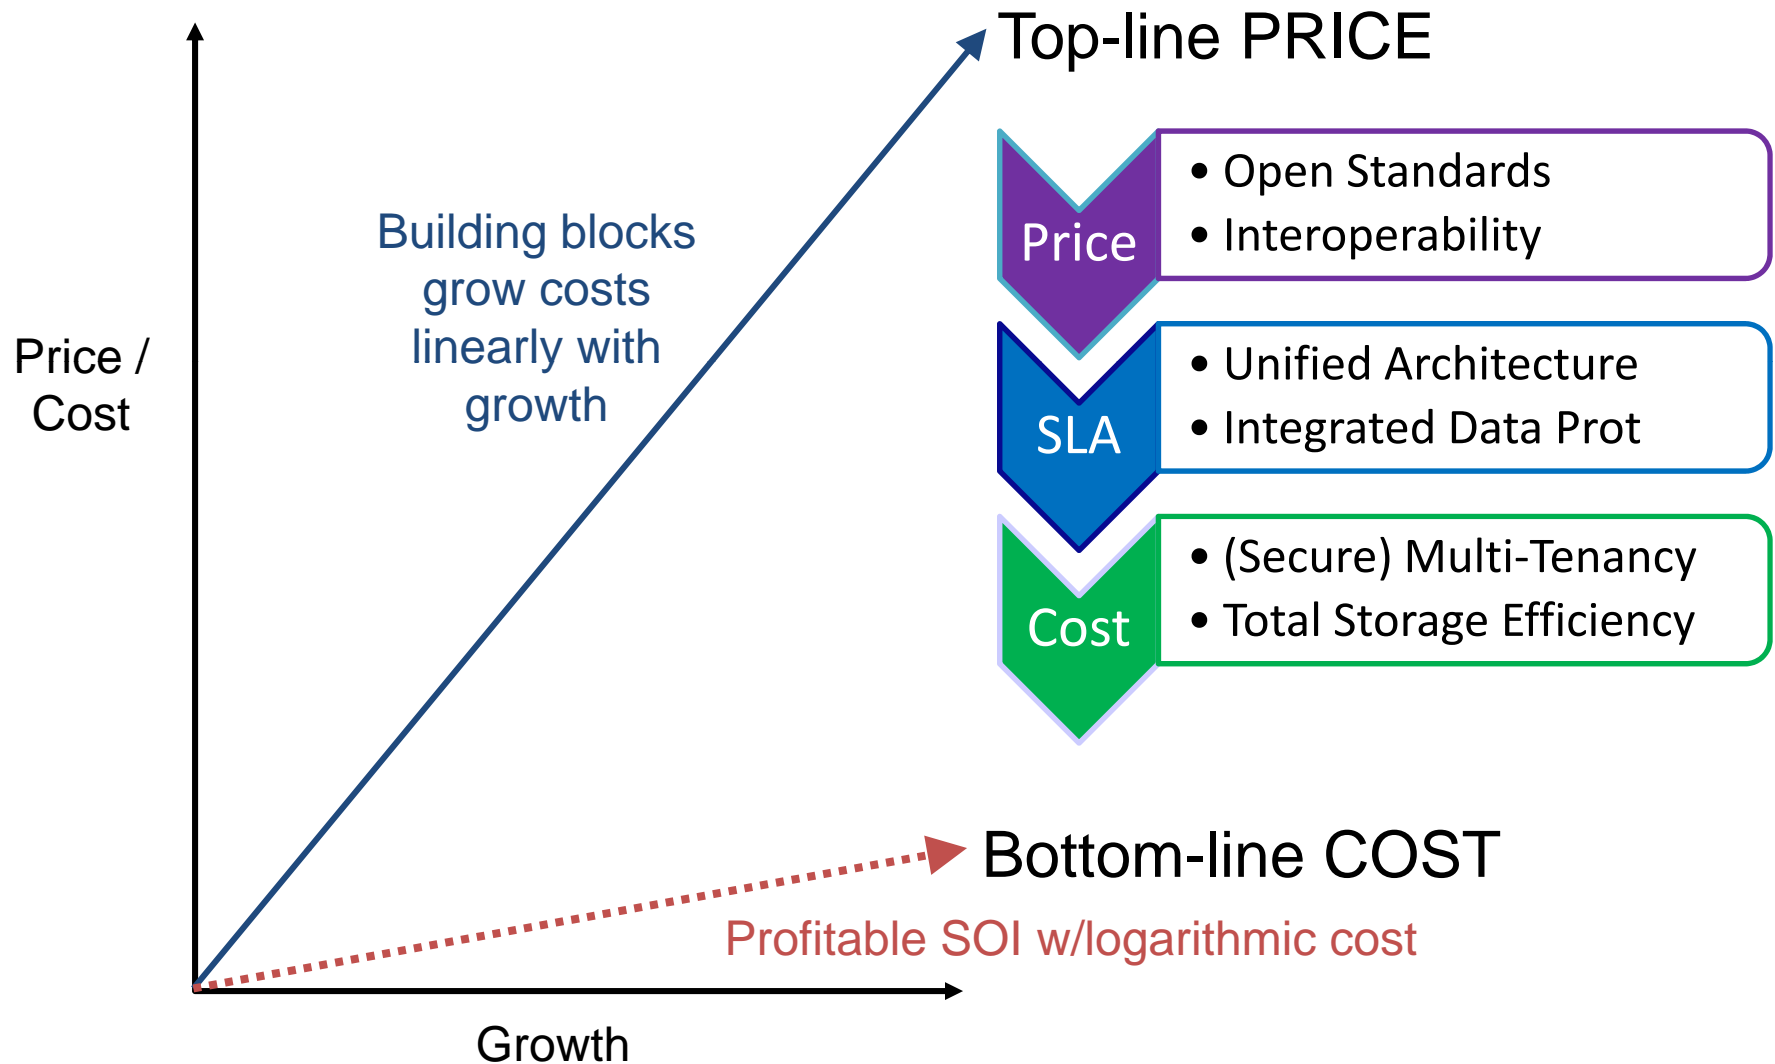 Top-line PRICE
Building blocks
grow costs
linearly with
growth
Price /
Cost
Price
• Open Standards
• Interoperability
SLA
• Unified Architecture
• Integrated Data Prot
Cost
• (Secure) Multi-Tenancy
• Total Storage Efficiency
Bottom-line COST
Profitable SOI w/logarithmic cost
Growth